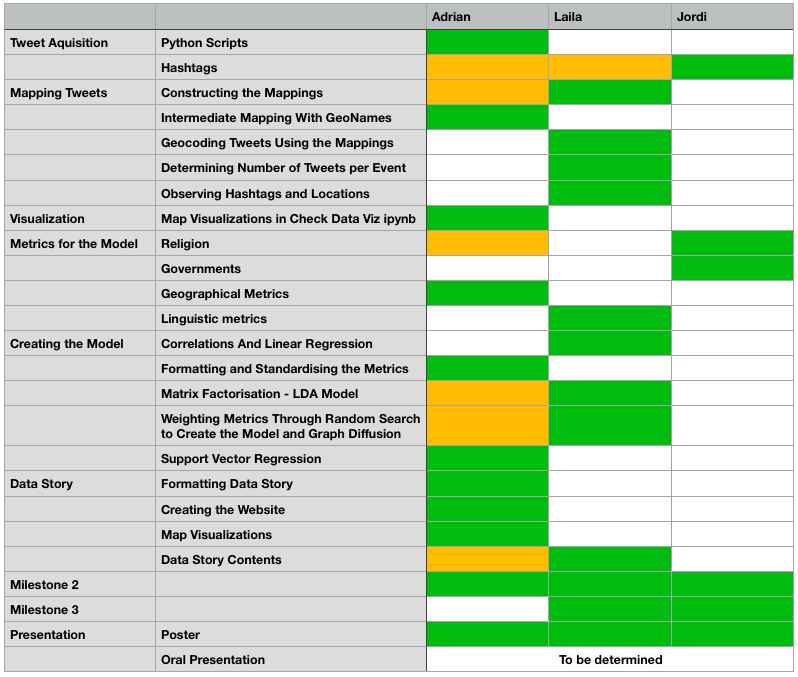 Adrian Laila Jordi
Tweet Aquisition Python Scripts
Hashtags
Mapping Tweets Constructing the Mappings
Intermediate Mapping With GeoNames
Geocoding Tweets Using the Mappings
Determining Number of Tweets per Event
Observing Hashtags and Locations
Visualization Map Visualizations in Check Data Viz ipynb
Metrics for the Model Religion
Governments
Geographical Metrics
Linguistic metrics
Creating the Model Correlations And Linear Regression
Formatting and Standardising the Metrics
Matrix Factorisation - LDA Model
Weighting Metrics Through Random Search
to Create the Model and Graph Diffusion
Support Vector Regression
Data Story Formatting Data Story
Creating the Website
Map Visualizations
Data Story Contents
Milestone 2
Milestone 3
Presentation Poster
Oral Presentation To be determined